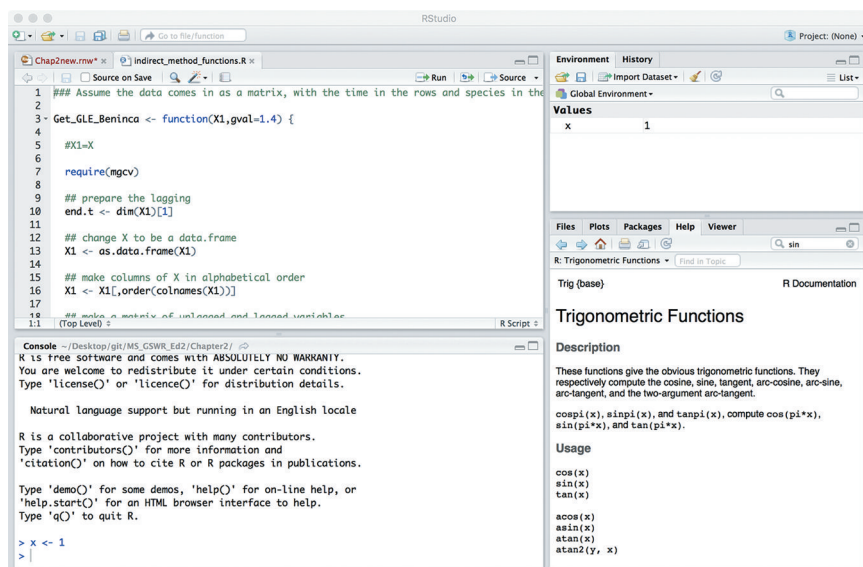 RStudio
Go to file/function
Project: (None)
Chap2new.rnw* × indirect_method_functions.R ×
Source on Save Run Source
1 ### Assume the data comes in as a matrix, with the time in the rows and species in the
2
3 Get_GLE_Beninca <- function(X1,gval=1.4) {
4
5 #X1=X
6
7 require(mgcv)
8
9 ## prepare the lagging
10 end.t <- dim(X1)[1]
11
12 ## change X to be a data.frame
13 X1 <- as.data.frame(X1)
14
15 ## make columns of X in alphabetical order
16 X1 <- X1[,order(colnames(X1))]
17
18 ## make a matrix of unlagged and lagged variables
1:1 (Top Level) R Script
Console ~/Desktop/git/MS_GSWR_Ed2/Chapter2/
R is free software and comes with ABSOLUTELY NO WARRANTY.
You are welcome to redistribute it under certain conditions.
Type 'license()' or 'licence()' for distribution details.
Natural language support but running in an English locale
R is a collaborative project with many contributors.
Type 'contributors()' for more information and
'citation()' on how to cite R or R packages in publications.
Type 'demo()' for some demos, 'help()' for on-line help, or
'help.start()' for an HTML browser interface to help.
Type 'q()' to quit R.
> x <- 1
>
Environment History
Import Dataset List
Global Environment
Values
x 1
Files Plots Packages Help Viewer
sin
R: Trigonometric Functions Find in Topic
Trig {base} R Documentation
Trigonometric Functions
Description
These functions give the obvious trigonometric functions. They
respectively compute the cosine, sine, tangent, arc-cosine, arc-sine,
arc-tangent, and the two-argument arc-tangent.
cospi(x), sinpi(x), and tanpi(x), compute cos(pi*x),
sin(pi*x), and tan(pi*x).
Usage
cos(x)
sin(x)
tan(x)
acos(x)
asin(x)
atan(x)
atan2(y, x)